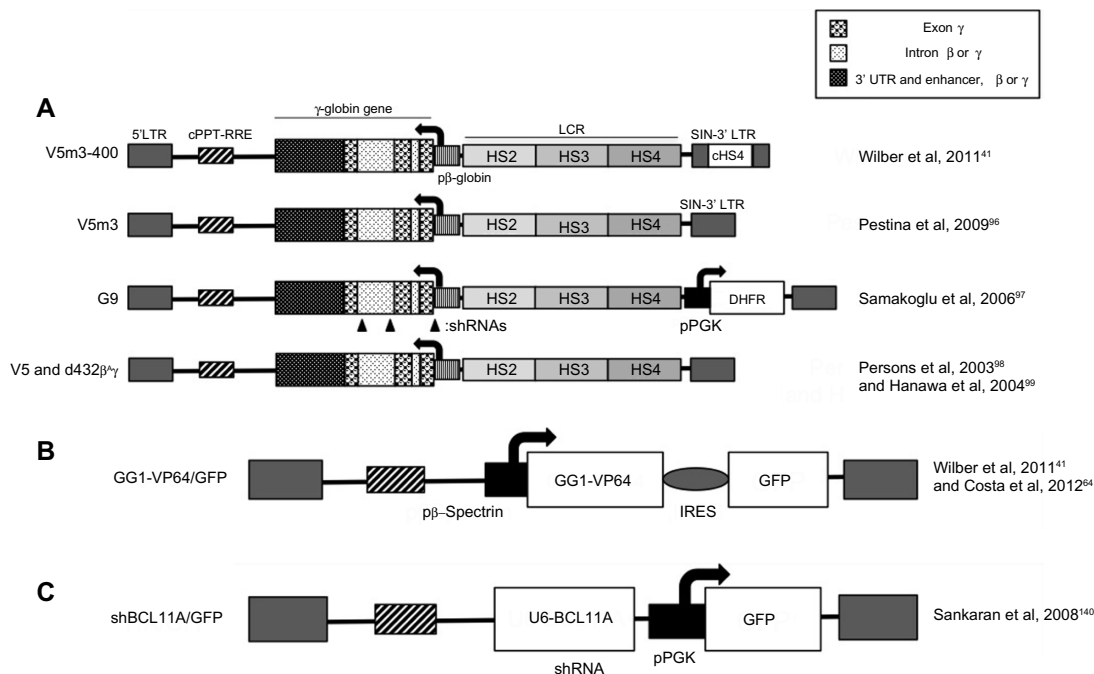 Exon γ
Intron β or γ
3' UTR and enhancer, β or γ
A
γ-globin gene
5'LTR
cPPT-RRE
LCR
SIN-3' LTR
V5m3-400
HS2
HS3
HS4
cHS4
Wilber et al, 2011⁴¹
pβ-globin
SIN-3' LTR
V5m3
HS2
HS3
HS4
Pestina et al, 2009⁹⁶
G9
HS2
HS3
HS4
DHFR
Samakoglu et al, 2006⁹⁷
:shRNAs
pPGK
V5 and d432βᴬγ
HS2
HS3
HS4
Persons et al, 2003⁹⁸
and Hanawa et al, 2004⁹⁹
B
GG1-VP64/GFP
GG1-VP64
GFP
Wilber et al, 2011⁴¹
and Costa et al, 2012⁶⁴
pβ–Spectrin
IRES
C
shBCL11A/GFP
U6-BCL11A
GFP
Sankaran et al, 2008¹⁴⁰
shRNA
pPGK